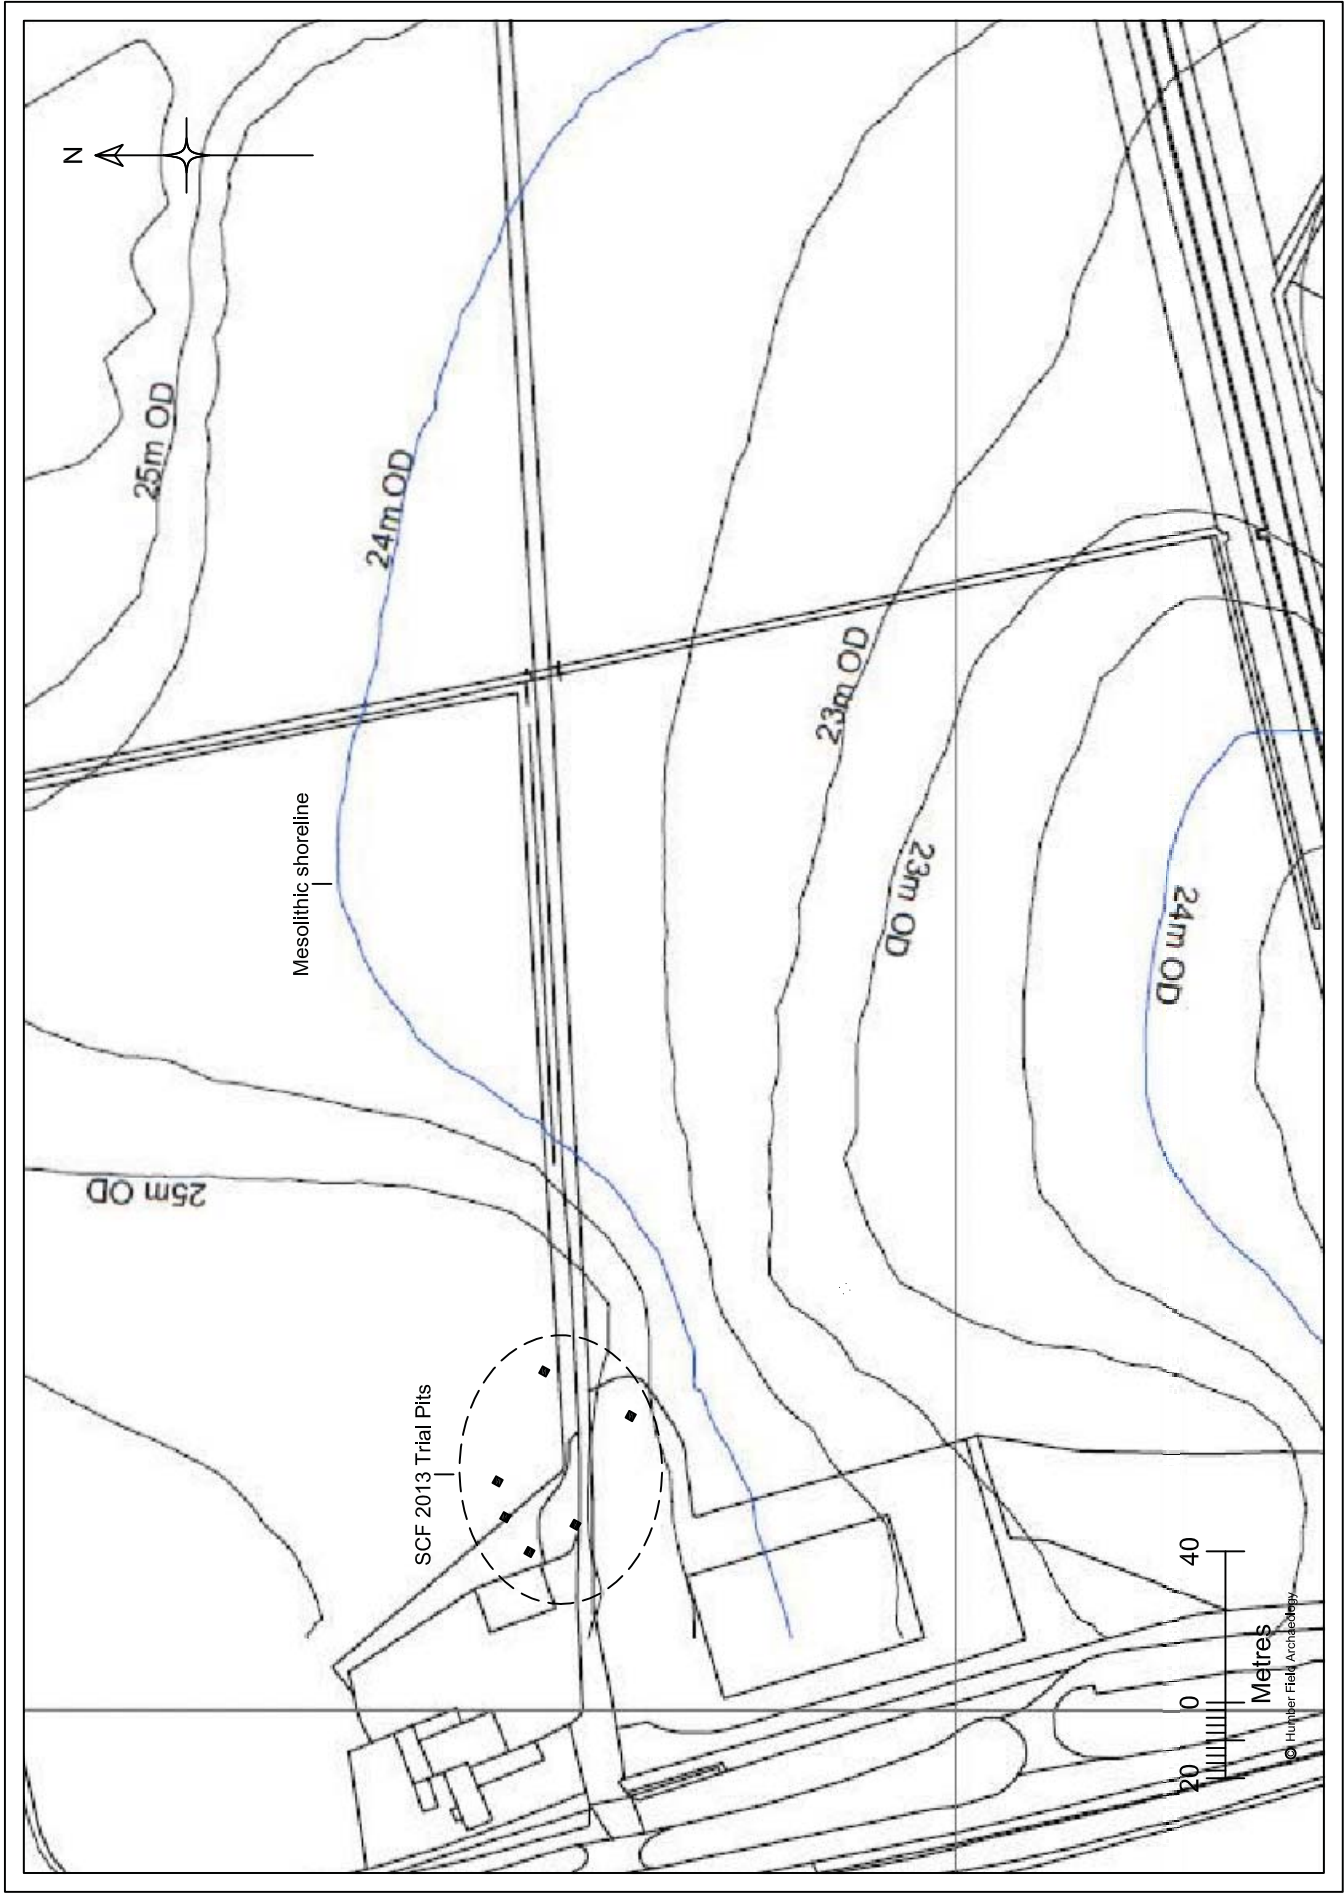 N
25m OD
24m OD
Mesolithic shoreline
23m OD
23m OD
24m OD
25m OD
SCF 2013 Trial Pits
20 0 40
Metres
© Humber Field Archaeology